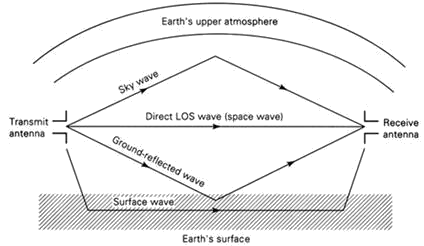 Earth's upper atmosphere
Sky wave
Transmit
antenna
Direct LOS wave (space wave)
Receive
antenna
Ground-reflected wave
Surface wave
Earth's surface